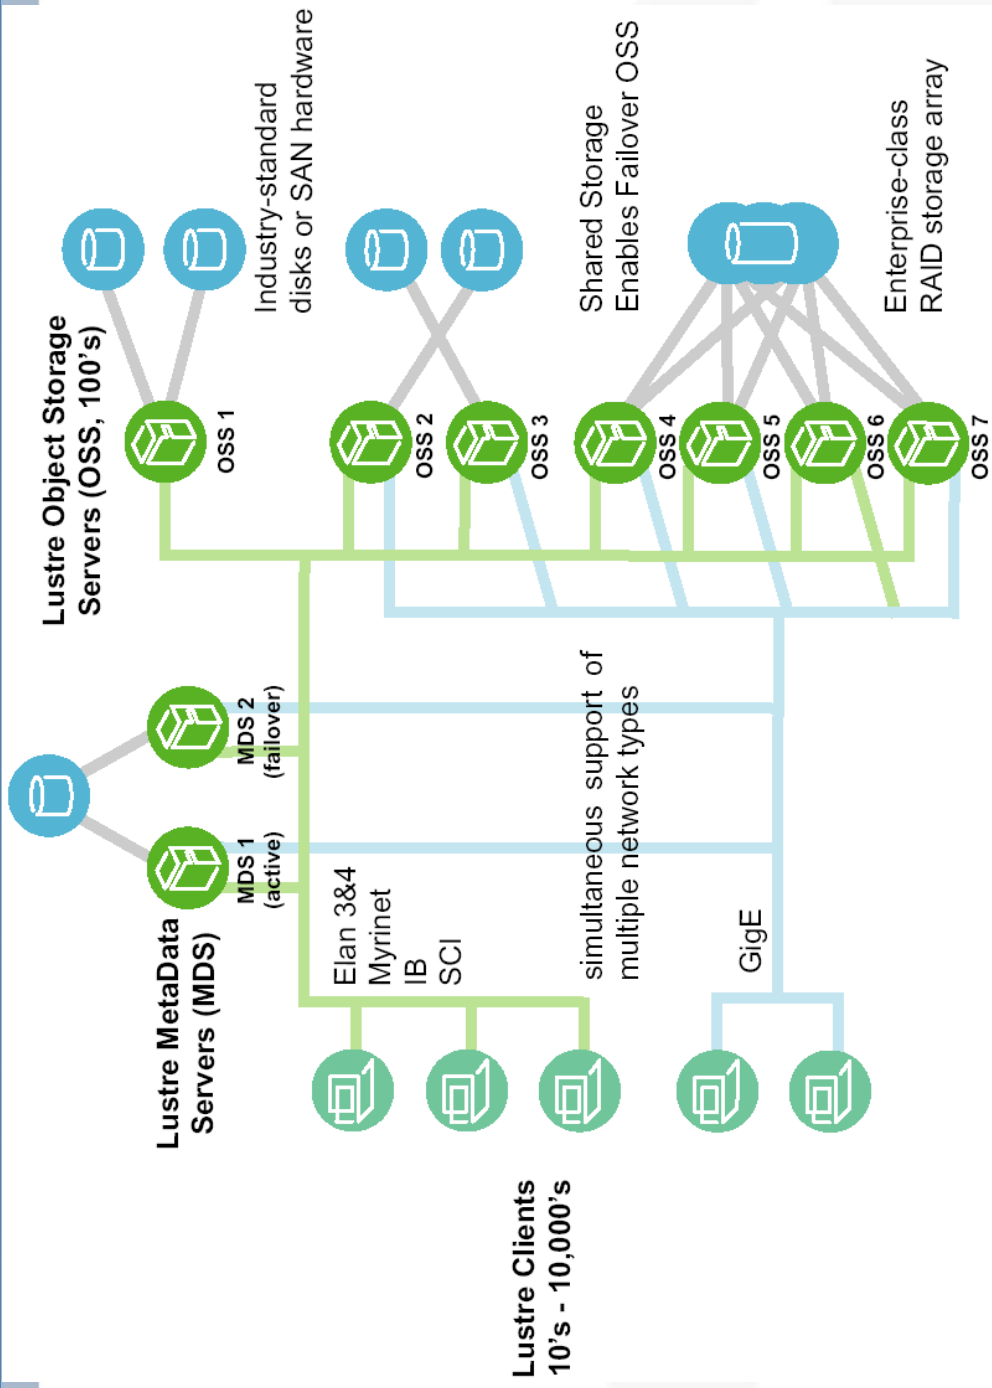 Lustre MetaData
Servers (MDS)
MDS 1
(active)
MDS 2
(failover)
Lustre Object Storage
Servers (OSS, 100's)
OSS 1
Industry-standard
disks or SAN hardware
Elan 3&4
Myrinet
IB
SCI
OSS 2
OSS 3
Lustre Clients
10's - 10,000's
simultaneous support of
multiple network types
Shared Storage
Enables Failover OSS
OSS 4
OSS 5
OSS 6
OSS 7
GigE
Enterprise-class
RAID storage array